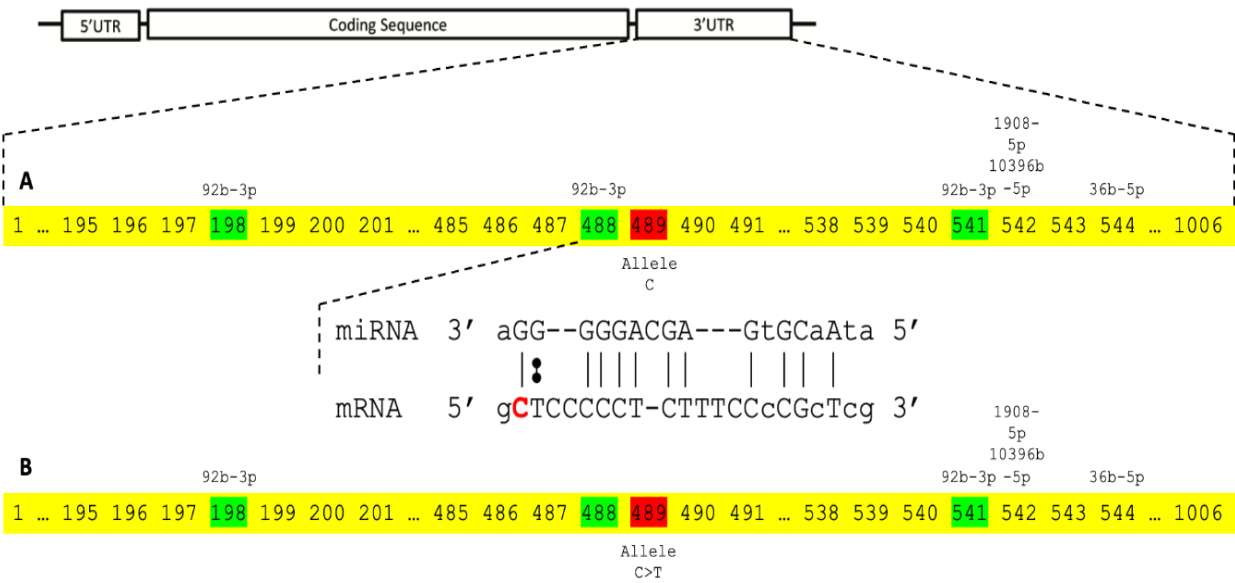 5'UTR Coding Sequence 3'UTR
1908-
5p
10396b
A 92b-3p 92b-3p 92b-3p -5p 36b-5p
1 … 195 196 197 198 199 200 201 … 485 486 487 488 489 490 491 … 538 539 540 541 542 543 544 … 1006
Allele
C
miRNA 3' aGG--GGGACGA---GtGCaAta 5'
mRNA 5' gCTCCCCCT-CTTTCCcCGcTcg 3'
1908-
5p
10396b
B 92b-3p 92b-3p -5p 36b-5p
1 … 195 196 197 198 199 200 201 … 485 486 487 488 489 490 491 … 538 539 540 541 542 543 544 … 1006
Allele
C>T